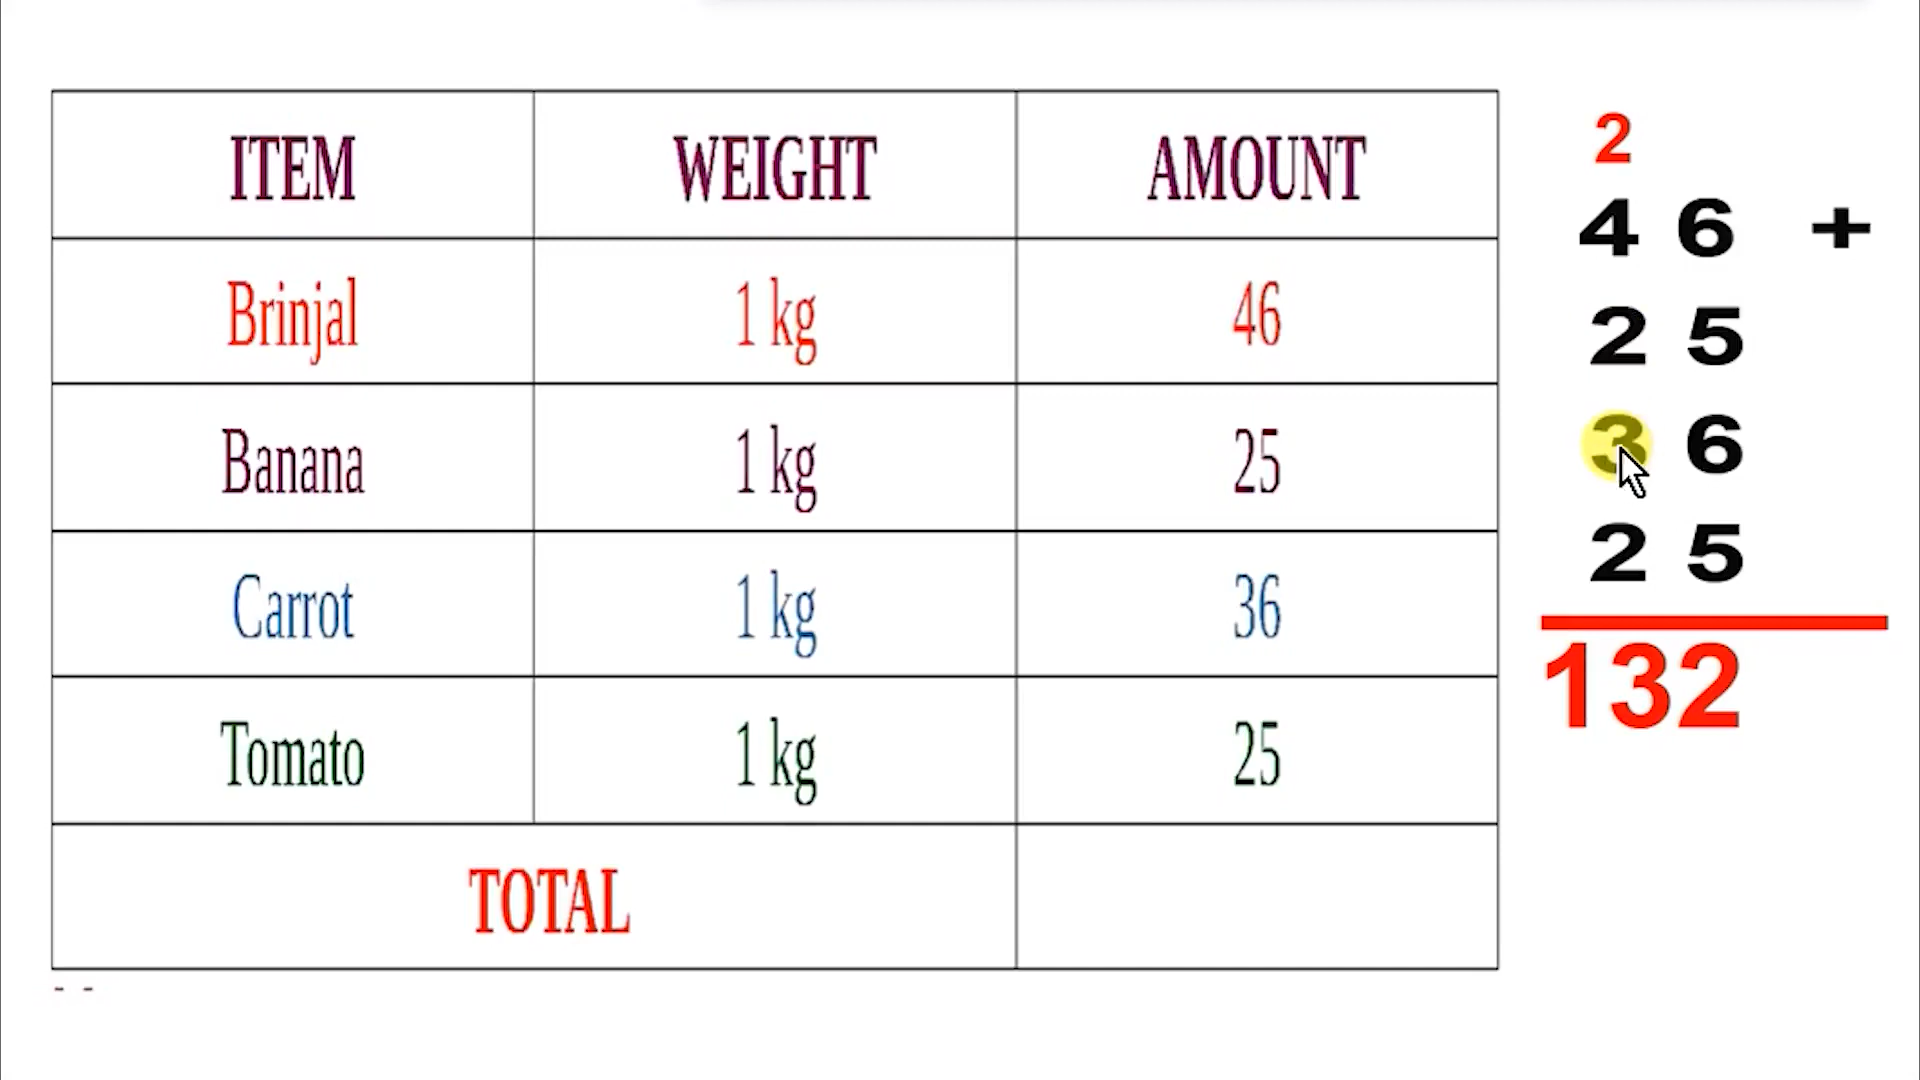 ITEM WEIGHT AMOUNT
Brinjal 1 kg 46
Banana 1 kg 25
Carrot 1 kg 36
Tomato 1 kg 25
TOTAL
2
4 6 +
2 5
3 6
2 5
132